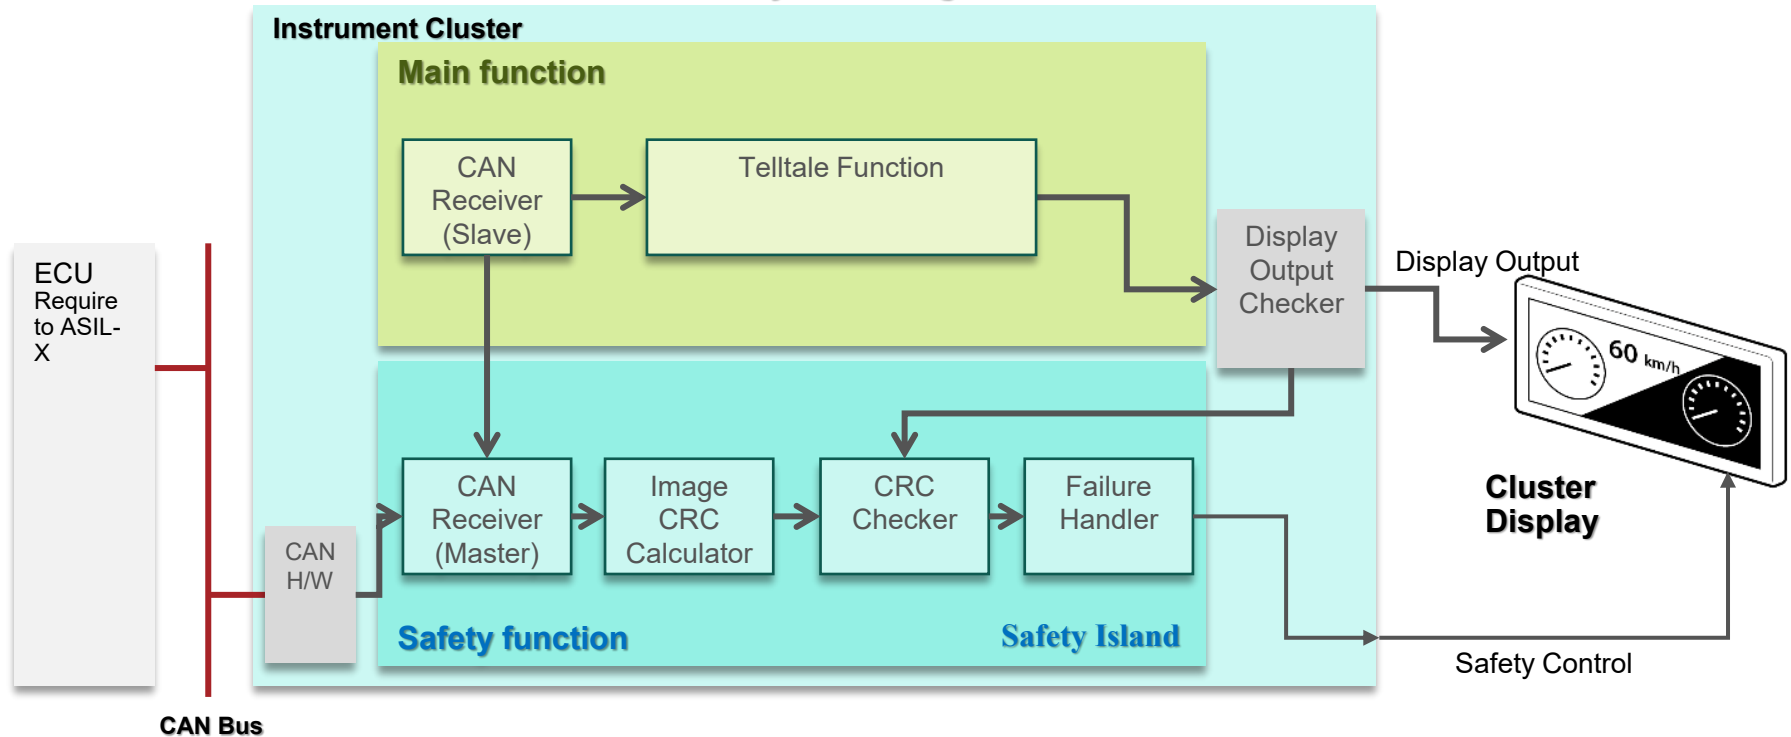 Instrument Cluster
Main function
CAN
Receiver
(Slave)
Telltale Function
Display
Output
Checker
Display Output
ECU
Require
to ASIL-
X
60 km/h
CAN
Receiver
(Master)
Image
CRC
Calculator
CRC
Checker
Failure
Handler
Cluster
Display
CAN
H/W
Safety function
Safety Island
Safety Control
CAN Bus